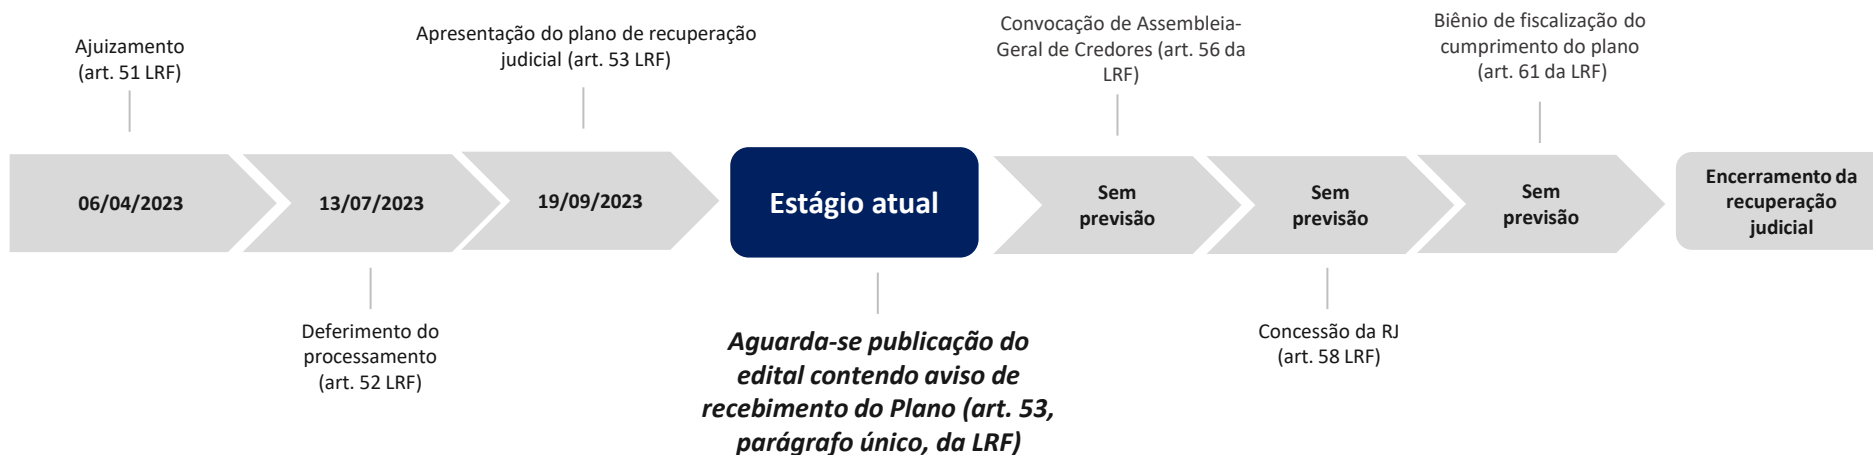 Ajuizamento
(art. 51 LRF)
Apresentação do plano de recuperação
judicial (art. 53 LRF)
Convocação de Assembleia-
Geral de Credores (art. 56 da
LRF)
Biênio de fiscalização do
cumprimento do plano
(art. 61 da LRF)
06/04/2023
13/07/2023
19/09/2023
Estágio atual
Sem
previsão
Sem
previsão
Sem
previsão
Encerramento da
recuperação
judicial
Deferimento do
processamento
(art. 52 LRF)
Aguarda-se publicação do
edital contendo aviso de
recebimento do Plano (art. 53,
parágrafo único, da LRF)
Concessão da RJ
(art. 58 LRF)